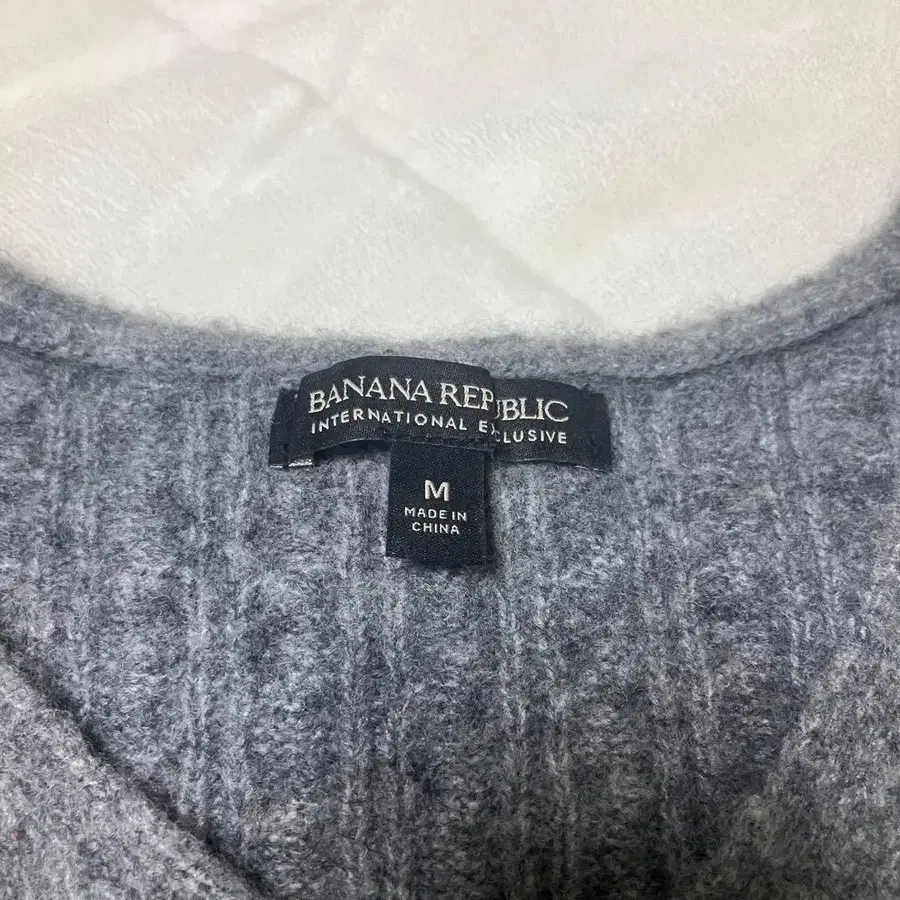 BANANA REPUBLIC
INTERNATIONAL EXCLUSIVE
M
MADE IN
CHINA